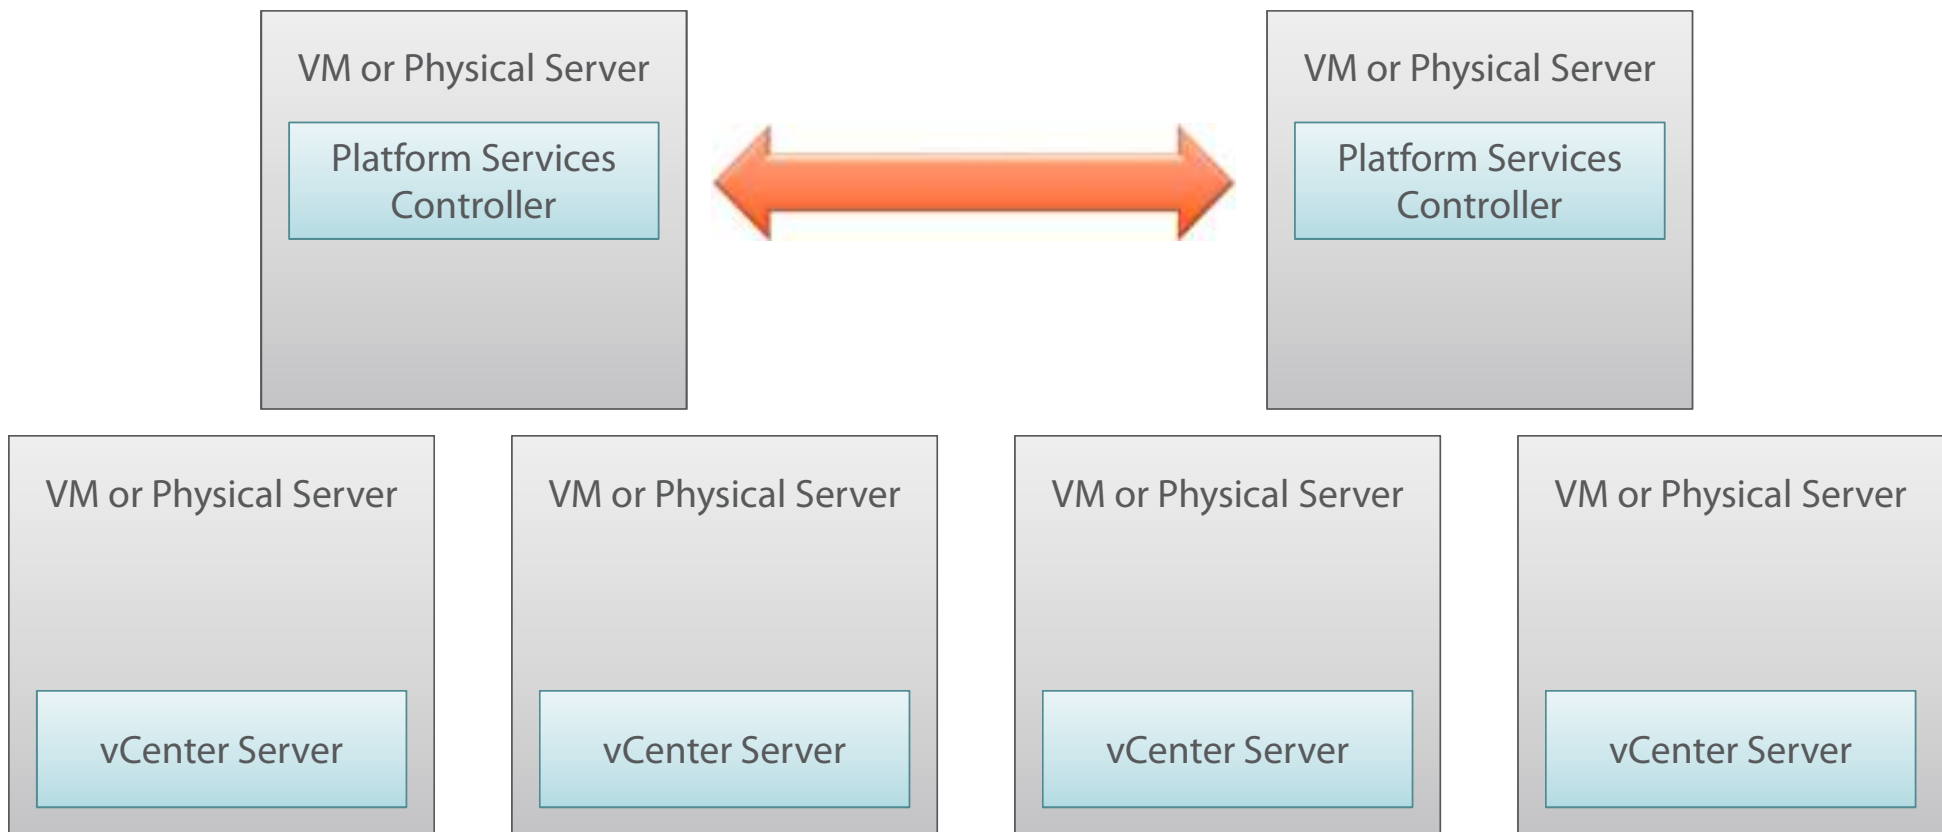 VM or Physical Server
Platform Services
Controller
VM or Physical Server
Platform Services
Controller
VM or Physical Server
vCenter Server
VM or Physical Server
vCenter Server
VM or Physical Server
vCenter Server
VM or Physical Server
vCenter Server